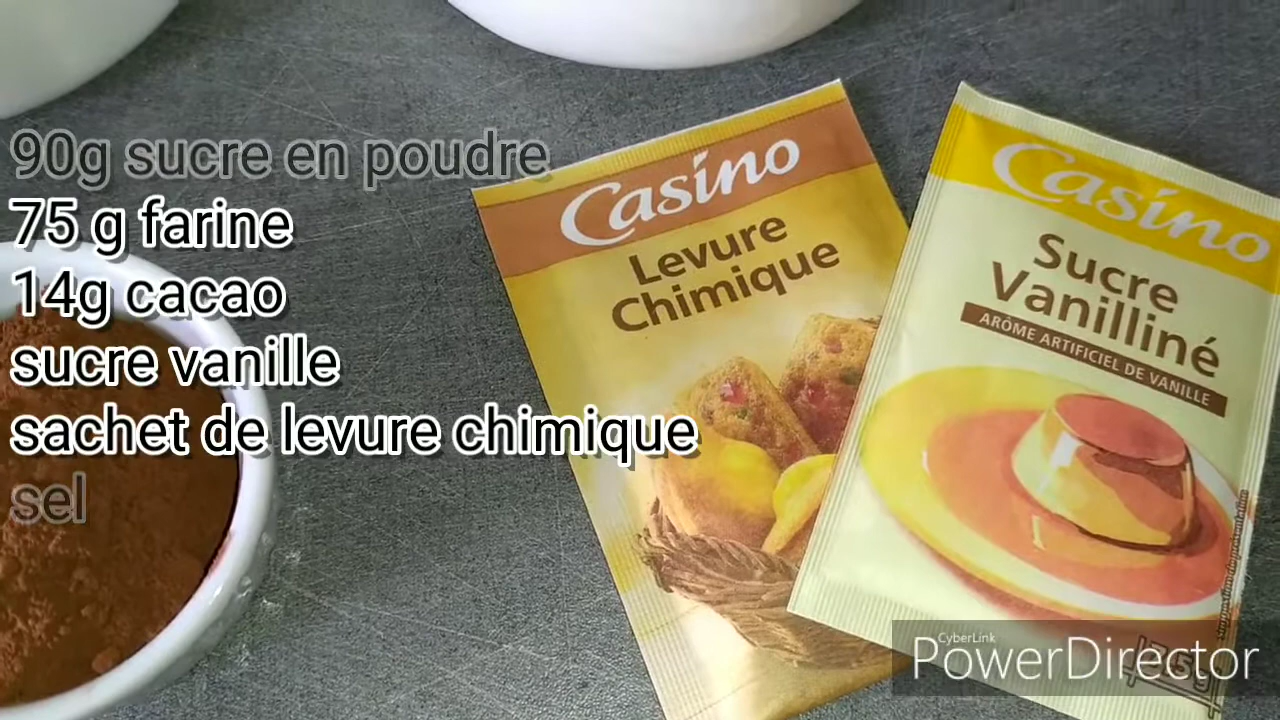 90g sucre en poudre
75 g farine
14g cacao
sucre vanille
sachet de levure chimique
sel
Casino
Levure
Chimique
Casino
Sucre
Vanilliné
ARÔME ARTIFICIEL DE VANILLE
CyberLink
PowerDirector